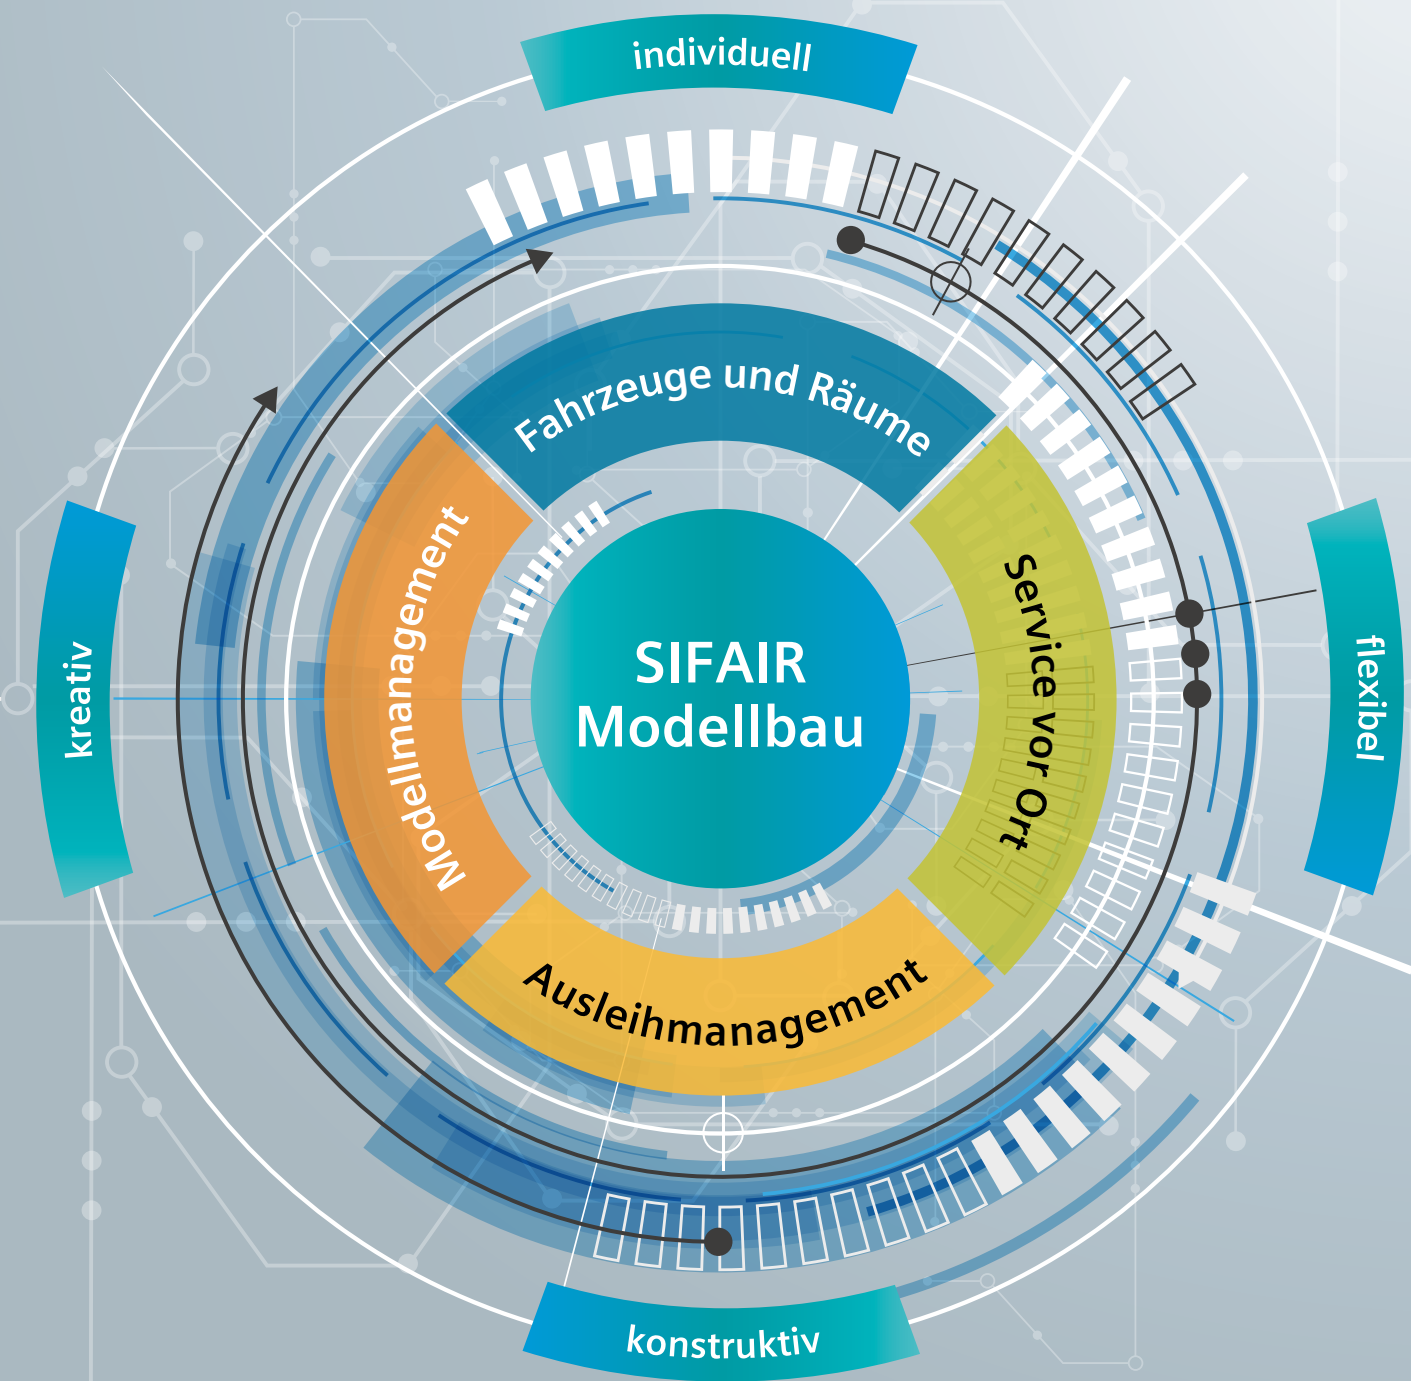 individuell
Fahrzeuge und Räume
Modellmanagement
Service vor Ort
SIFAIR
Modellbau
kreativ
flexibel
Ausleihmanagement
konstruktiv